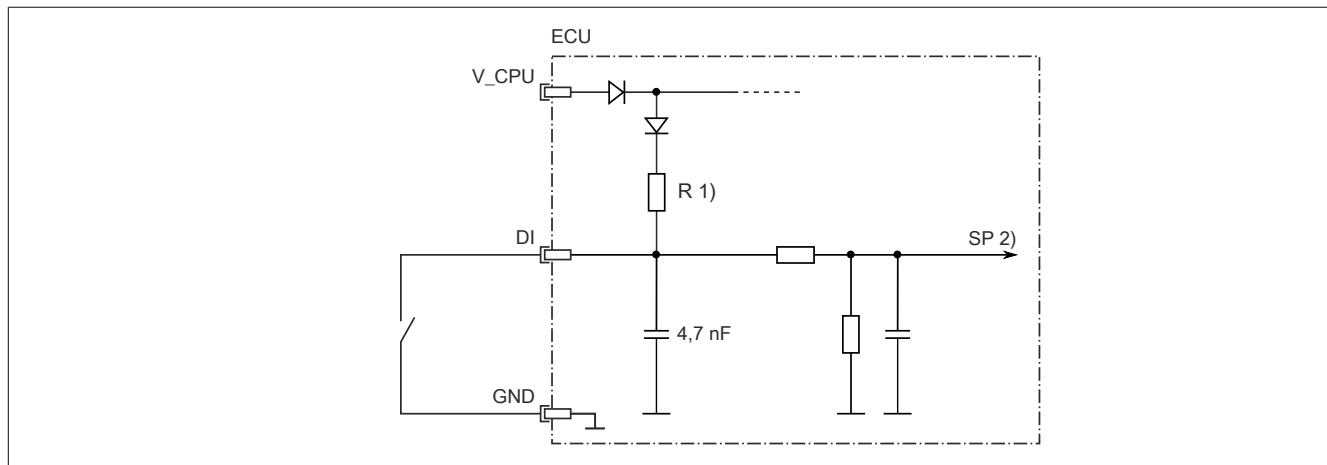 ECU
V_CPU
R 1)
DI
SP 2)
4,7 nF
GND